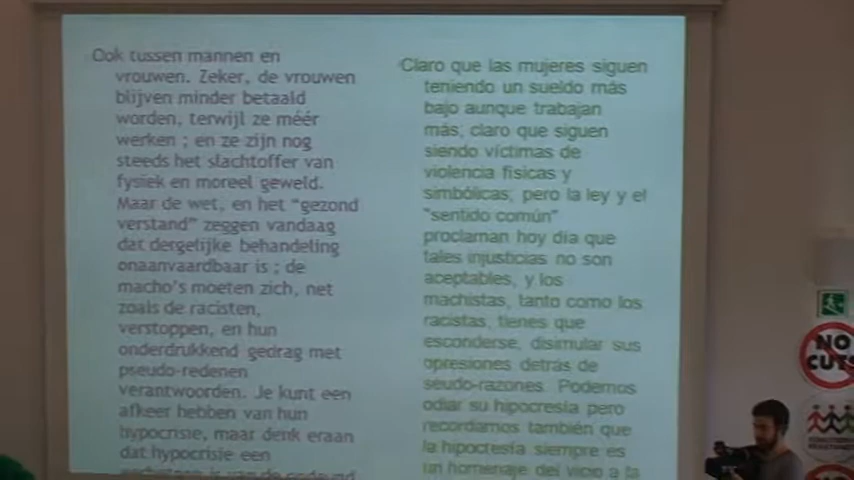 Ook tussen mannen en
vrouwen. Zeker, de vrouwen
blijven minder betaald
worden, terwijl ze méér
werken ; en ze zijn nog
steeds het slachtoffer van
fysiek en moreel geweld.
Maar de wet, en het "gezond
verstand" zeggen vandaag
dat dergelijke behandeling
onaanvaardbaar is ; de
macho's moeten zich, net
zoals de racisten,
verstoppen, en hun
onderdrukkend gedrag met
pseudo-redenen
verantwoorden. Je kunt een
afkeer hebben van hun
hypocrisie, maar denk eraan
dat hypocrisie een
Claro que las mujeres siguen
teniendo un sueldo más
bajo aunque trabajan
más; claro que siguen
siendo víctimas de
violencia físicas y
simbólicas; pero la ley y el
"sentido común"
proclaman hoy día que
tales injusticias no son
aceptables, y los
machistas, tanto como los
racistas, tienes que
esconderse, disimular sus
opresiones detrás de
seudo-razones. Podemos
odiar su hipocresía pero
recordamos también que
la hipocresía siempre es
un homenaje del vicio a la
NO
CUTS